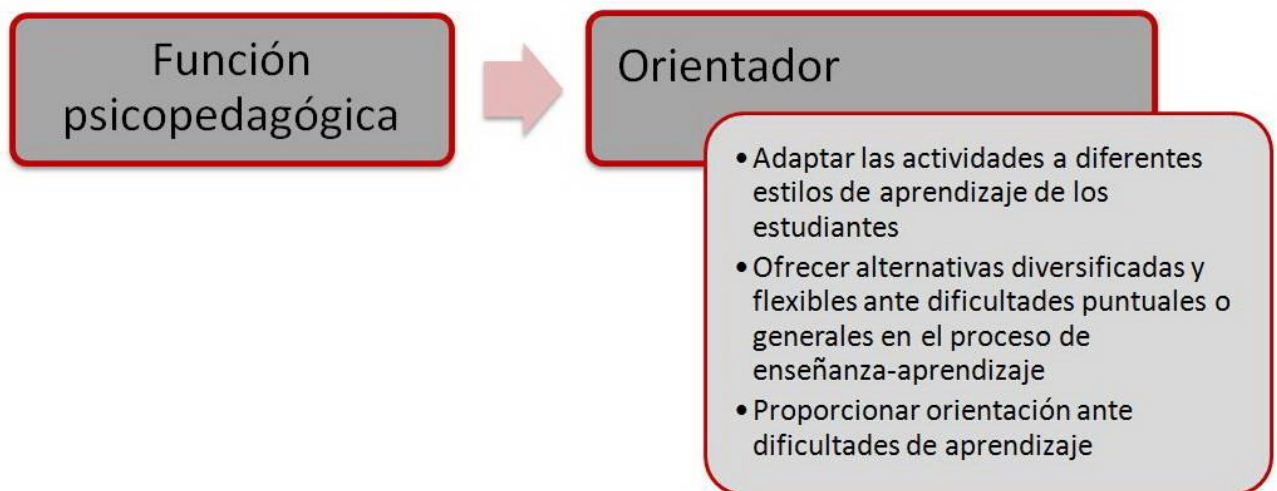 Función
psicopedagógica
Orientador
• Adaptar las actividades a diferentes
estilos de aprendizaje de los
estudiantes
• Ofrecer alternativas diversificadas y
flexibles ante dificultades puntuales o
generales en el proceso de
enseñanza-aprendizaje
• Proporcionar orientación ante
dificultades de aprendizaje